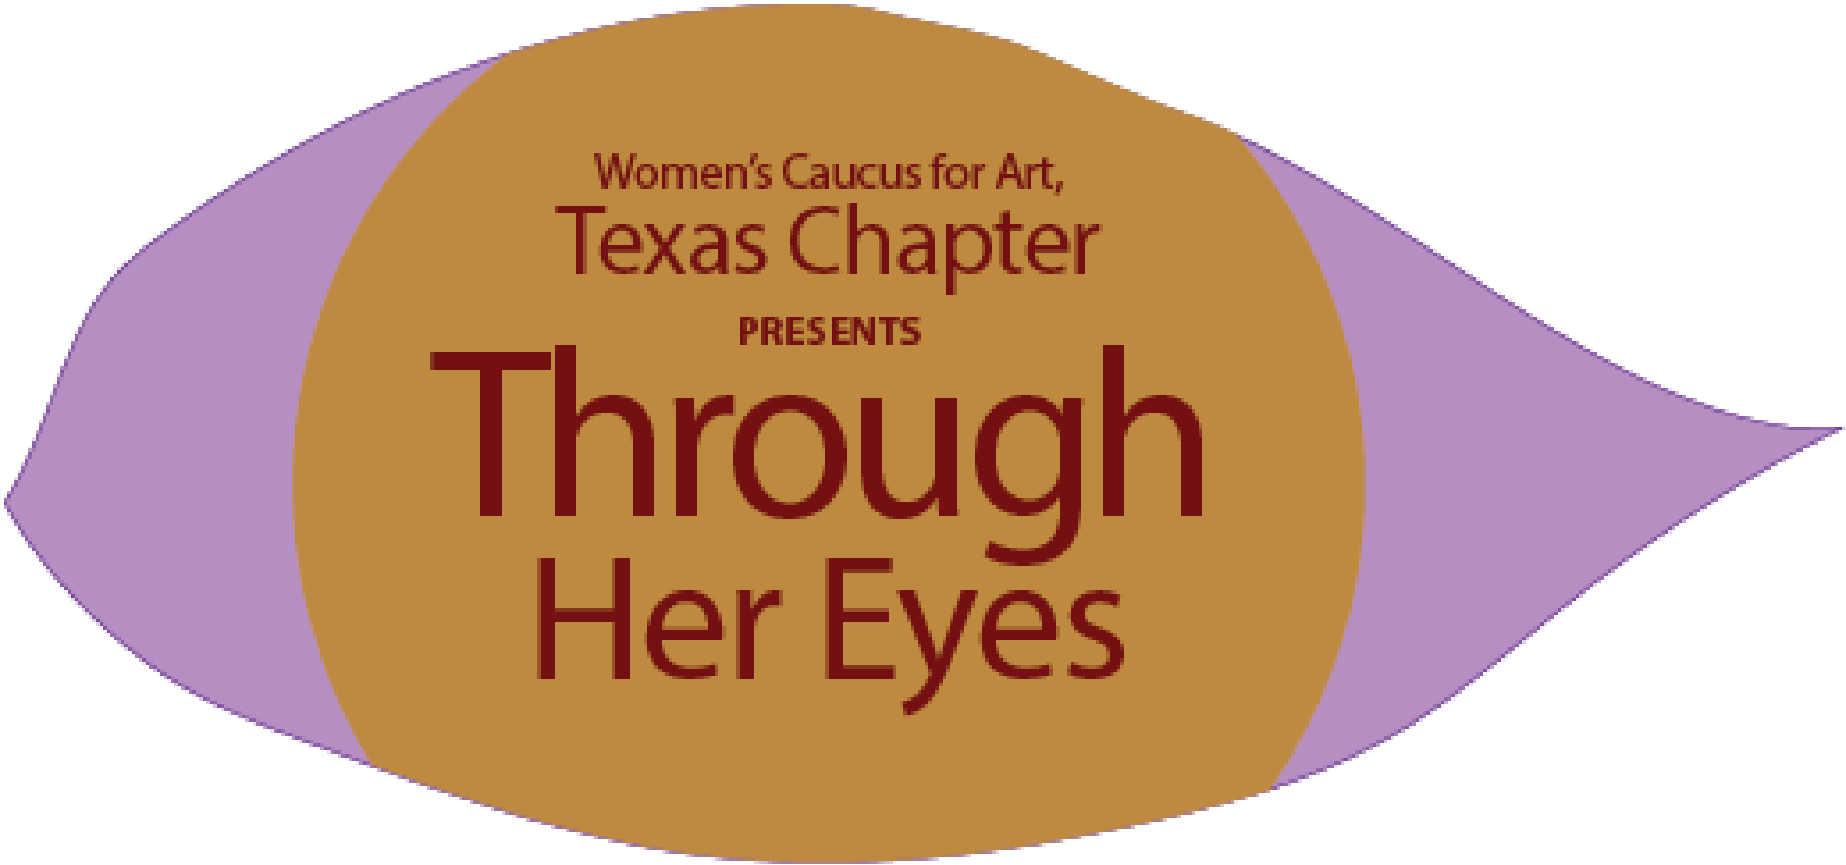 Women’s Caucus for Art,
Texas Chapter
PRESENTS
Through
Her Eyes